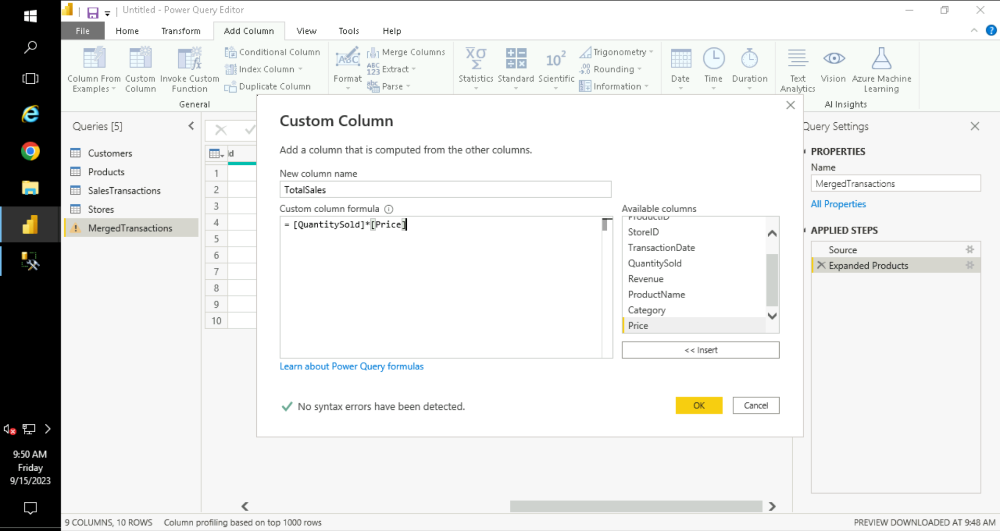 Untitled - Power Query Editor
File
Home
Transform
Add Column
View
Tools
Help
Column From Examples
Custom Column
Invoke Custom Function
Conditional Column
Index Column
Duplicate Column
General
Format
Merge Columns
Extract
Parse
Statistics
Standard
Scientific
Trigonometry
Rounding
Information
Date
Time
Duration
Text Analytics
Vision
Azure Machine Learning
AI Insights
Queries [5]
Customers
Products
SalesTransactions
Stores
MergedTransactions
1
2
3
4
5
6
7
8
9
10
Custom Column
Add a column that is computed from the other columns.
New column name
TotalSales
Custom column formula
= [QuantitySold]*[Price]
Available columns
ProductID
StoreID
TransactionDate
QuantitySold
Revenue
ProductName
Category
Price
<< Insert
Learn about Power Query formulas
No syntax errors have been detected.
OK
Cancel
Query Settings
PROPERTIES
Name
MergedTransactions
All Properties
APPLIED STEPS
Source
Expanded Products
9:50 AM
Friday
9/15/2023
9 COLUMNS, 10 ROWS
Column profiling based on top 1000 rows
PREVIEW DOWNLOADED AT 9:48 AM